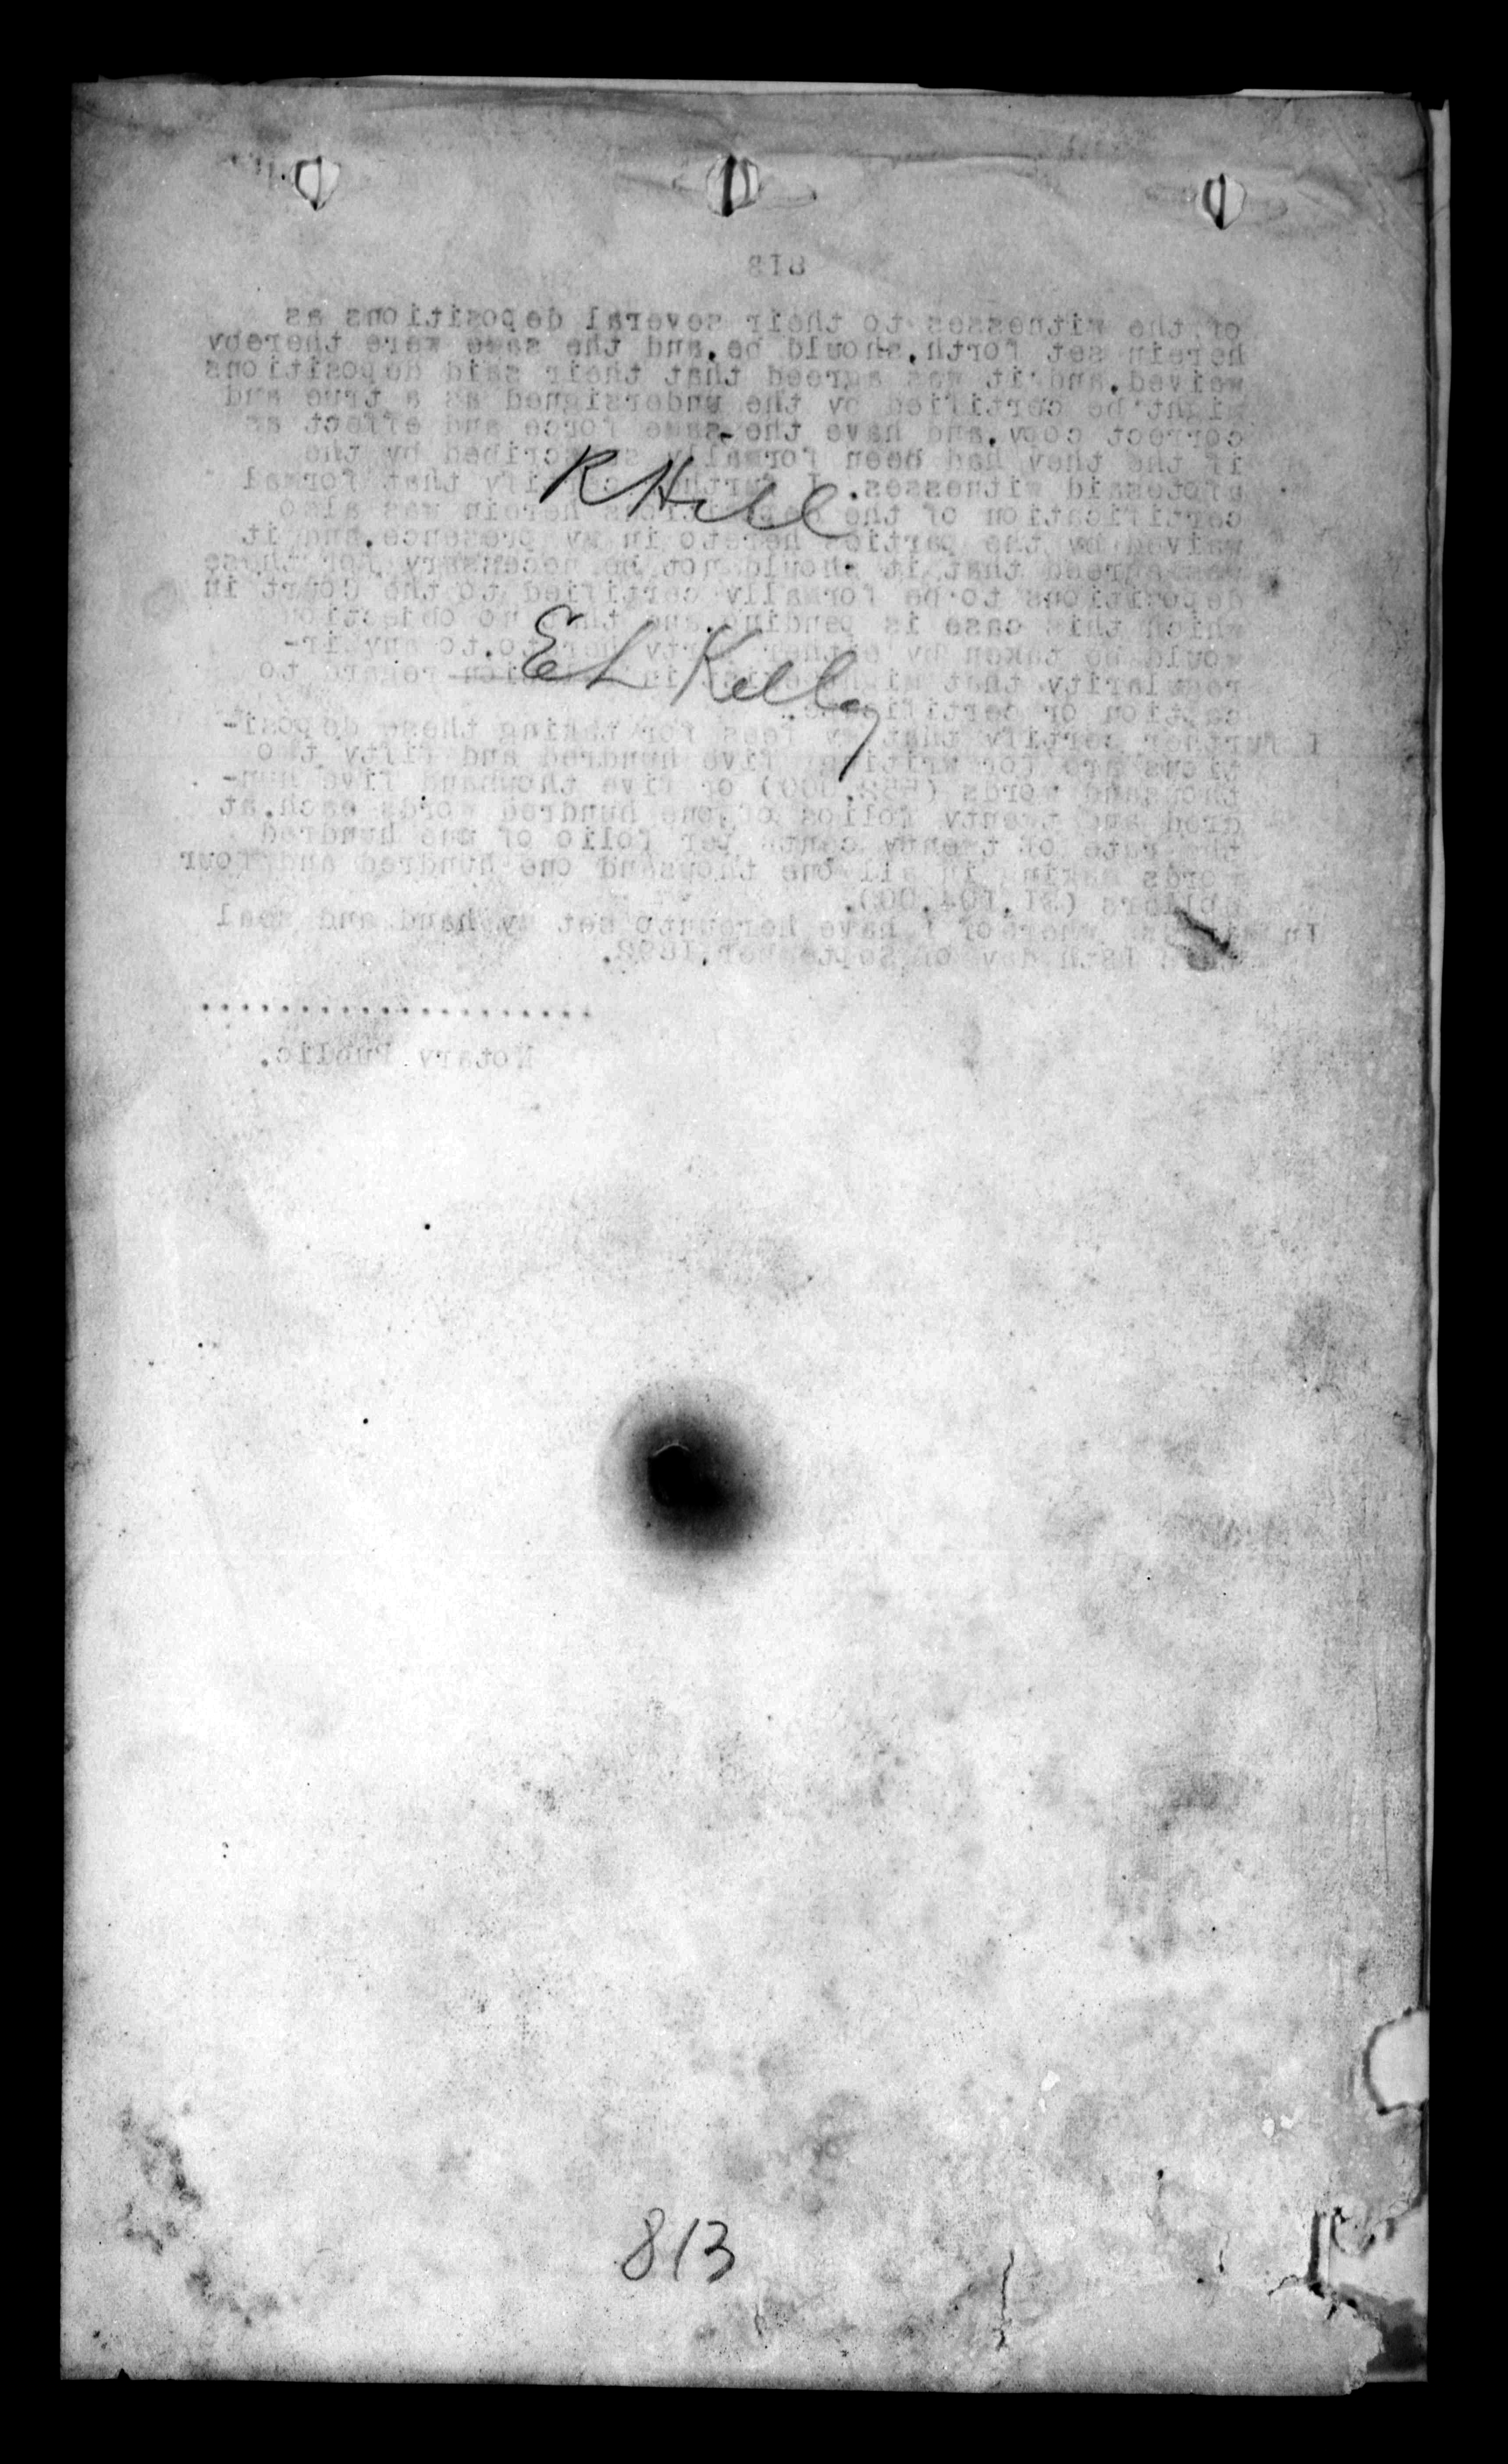 of the witnesses to their several depositions as
herein set forth,should be,and the same were thereby
waived,and it was agreed that their said depositions
might be certified by the undersigned as a true and
correct copy,and have the same force and effect as
if the they had been formally subscribed by the
aforesaid witnesses. I further certify that formal
certification of the depositions herein was also
waived by the parties hereto in my presence,and it
was agreed that it should not be necessary for these
depositions to be formally certified to the Court in
which this case is pending,and that no objection
would be taken by either party hereto,to any ir-
regularity that might exist in regard to
caption or certificate.
I further certify that my fees for taking these deposi-
tions are for writing five hundred and fifty two
thousand words (552,000) or five thousand five hun-
dred and twenty folios of one hundred words each,at
the rate of twenty cents per folio of one hundred
words making in all one thousand one hundred and four
dollars ($1,104.00).
In witness whereof I have hereunto set my hand and seal
this 18th day of September,1892.
....................
Notary Public.
R Hill
E L Kelley
813